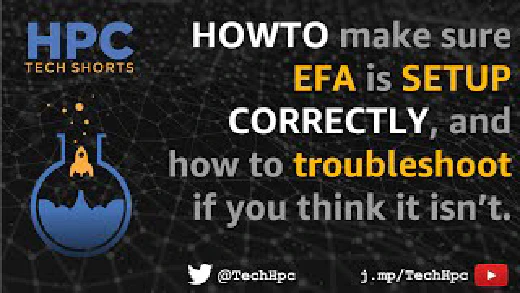 HPC
TECH SHORTS
HOWTO make sure
EFA is SETUP
CORRECTLY, and
how to troubleshoot
if you think it isn't.
@TechHpc
j.mp/TechHpc